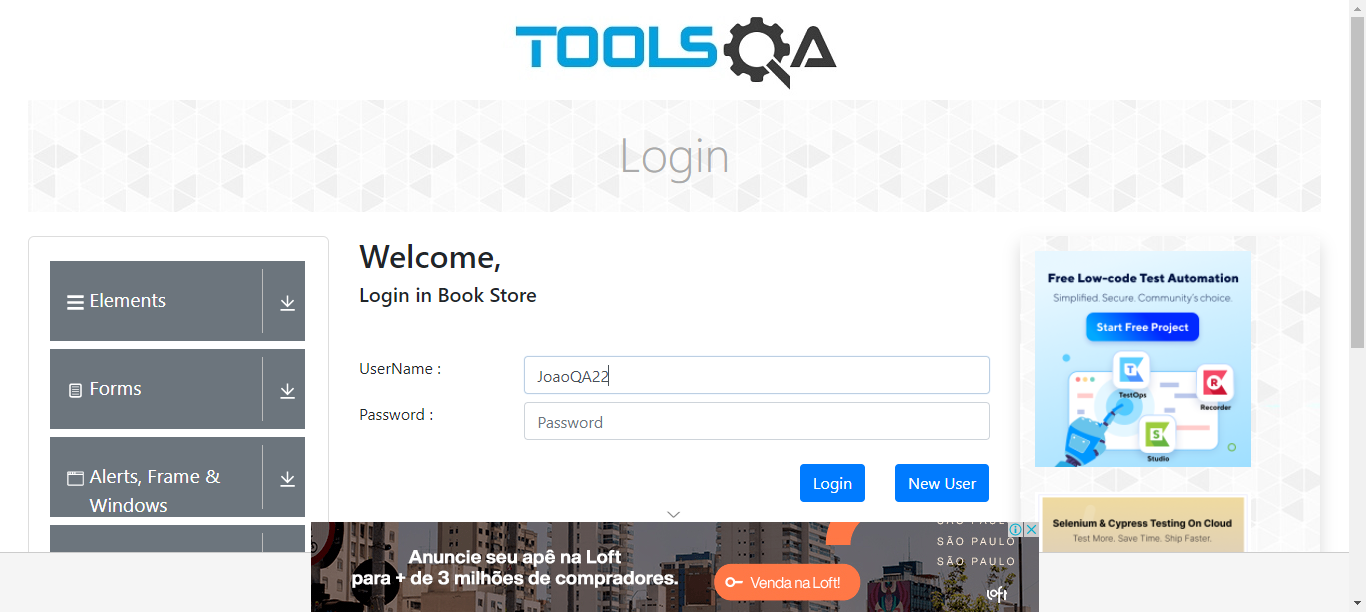 TOOLSQA
Login
Elements
Forms
Alerts, Frame &
Windows
Welcome,
Login in Book Store
UserName :
JoaoQA22
Password :
Password
Login
New User
Free Low-code Test Automation
Simplified. Secure. Community's choice.
Start Free Project
TestOps
Recorder
Studio
Selenium & Cypress Testing On Cloud
Test More. Save Time. Ship Faster.
Anuncie seu apê na Loft
para + de 3 milhões de compradores.
Venda na Loft!
SÃO PAULO
SÃO PAULO
SÃO PAULO
loft